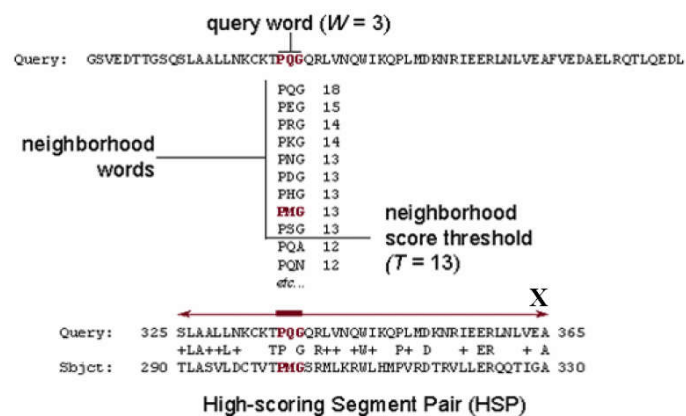 query word (W = 3)
Query: GSVEDTTGSQSLAALLNKCKTPQGQRLVNQWIKQPLMDKNRIEERLNLVEAFVEDAELRQTLQEDL
PQG 18
PEG 15
PRG 14
PKG 14
neighborhood words
PNG 13
PDG 13
PHG 13
PMG 13
PSG 13
neighborhood score threshold (T = 13)
PQA 12
PQN 12
etc...
X
Query: 325 SLAALLNKCKTPQGQRLVNQWIKQPLMDKNRIEERLNLVEA 365
+LA++L+ TP G R++ +W+ P+ D + ER + A
Sbjct: 290 TLASVLDCTVTPMGSRMLKRWLHMPVRDTRVLLERQQTIGA 330
High-scoring Segment Pair (HSP)